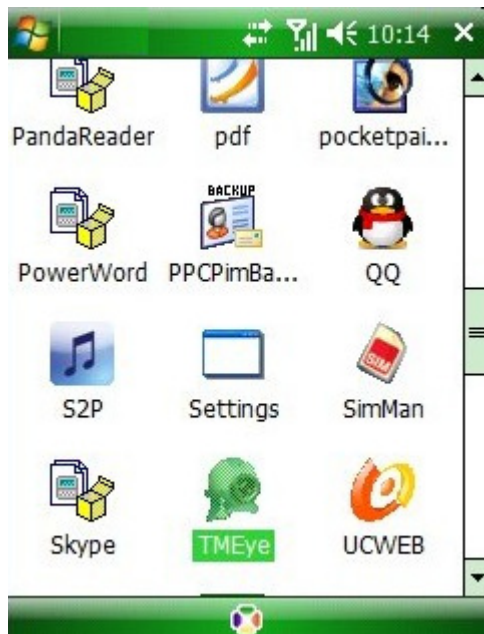 10:14
PandaReader pdf pocketpai...
BACKUP
PowerWord PPCPimBa... QQ
S2P Settings SimMan
SIM
Skype TMEye UCWEB